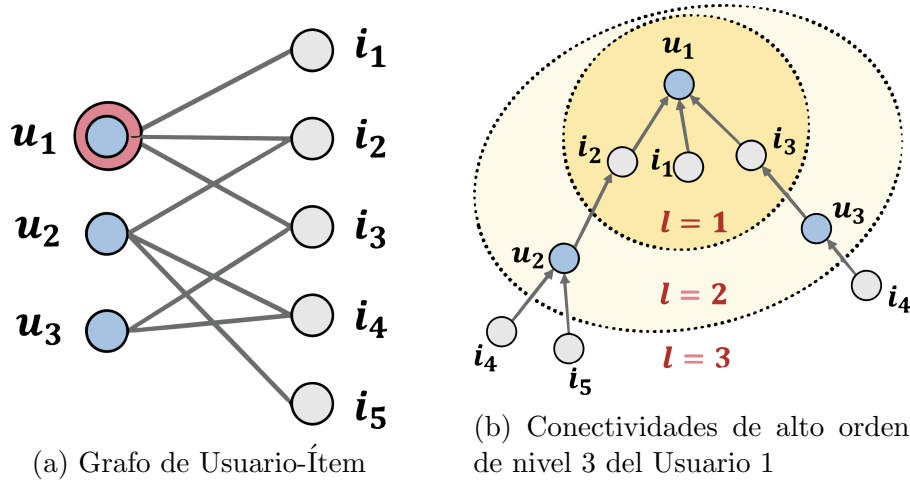 u₁
u₂
u₃
i₁
i₂
i₃
i₄
i₅
(a) Grafo de Usuario-Ítem
u₁
i₂
i₁
i₃
l = 1
u₂
u₃
l = 2
i₄
i₄
i₅
l = 3
(b) Conectividades de alto orden
de nivel 3 del Usuario 1